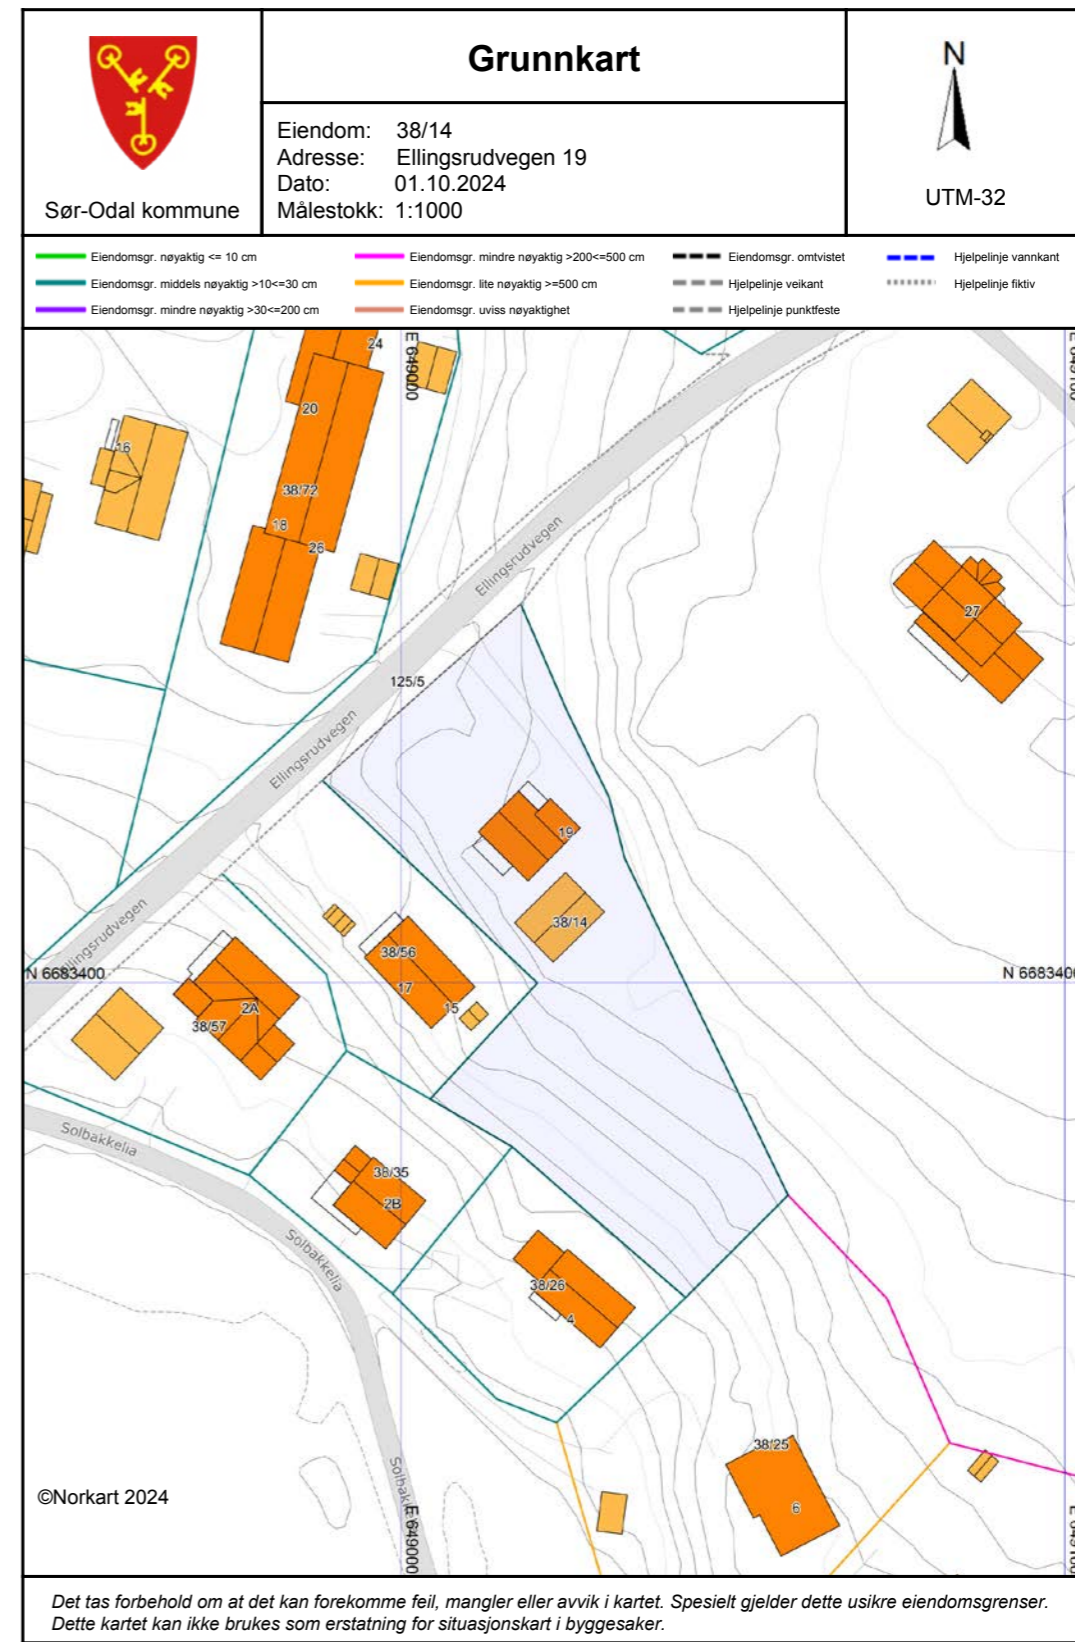 Grunnkart
Eiendom: 38/14
Adresse: Ellingsrudvegen 19
Dato: 01.10.2024
Målestokk: 1:1000
Sør-Odal kommune
N
UTM-32
Eiendomsgr. nøyaktig <= 10 cm
Eiendomsgr. middels nøyaktig >10<=30 cm
Eiendomsgr. mindre nøyaktig >30<=200 cm
Eiendomsgr. mindre nøyaktig >200<=500 cm
Eiendomsgr. lite nøyaktig >=500 cm
Eiendomsgr. uviss nøyaktighet
Eiendomsgr. omtvistet
Hjelpelinje veikant
Hjelpelinje punktfeste
Hjelpelinje vannkant
Hjelpelinje fiktiv
24
E 649000
20
16
38/72
18
26
Ellingsrudvegen
27
125/5
Ellingsrudvegen
19
38/14
Ellingsrudvegen
38/56
N 6683400
N 6683400
17
15
2A
38/57
Solbakkelia
38/35
2B
Solbakkelia
38/26
4
38/25
6
©Norkart 2024
E 649000
Det tas forbehold om at det kan forekomme feil, mangler eller avvik i kartet. Spesielt gjelder dette usikre eiendomsgrenser.
Dette kartet kan ikke brukes som erstatning for situasjonskart i byggesaker.